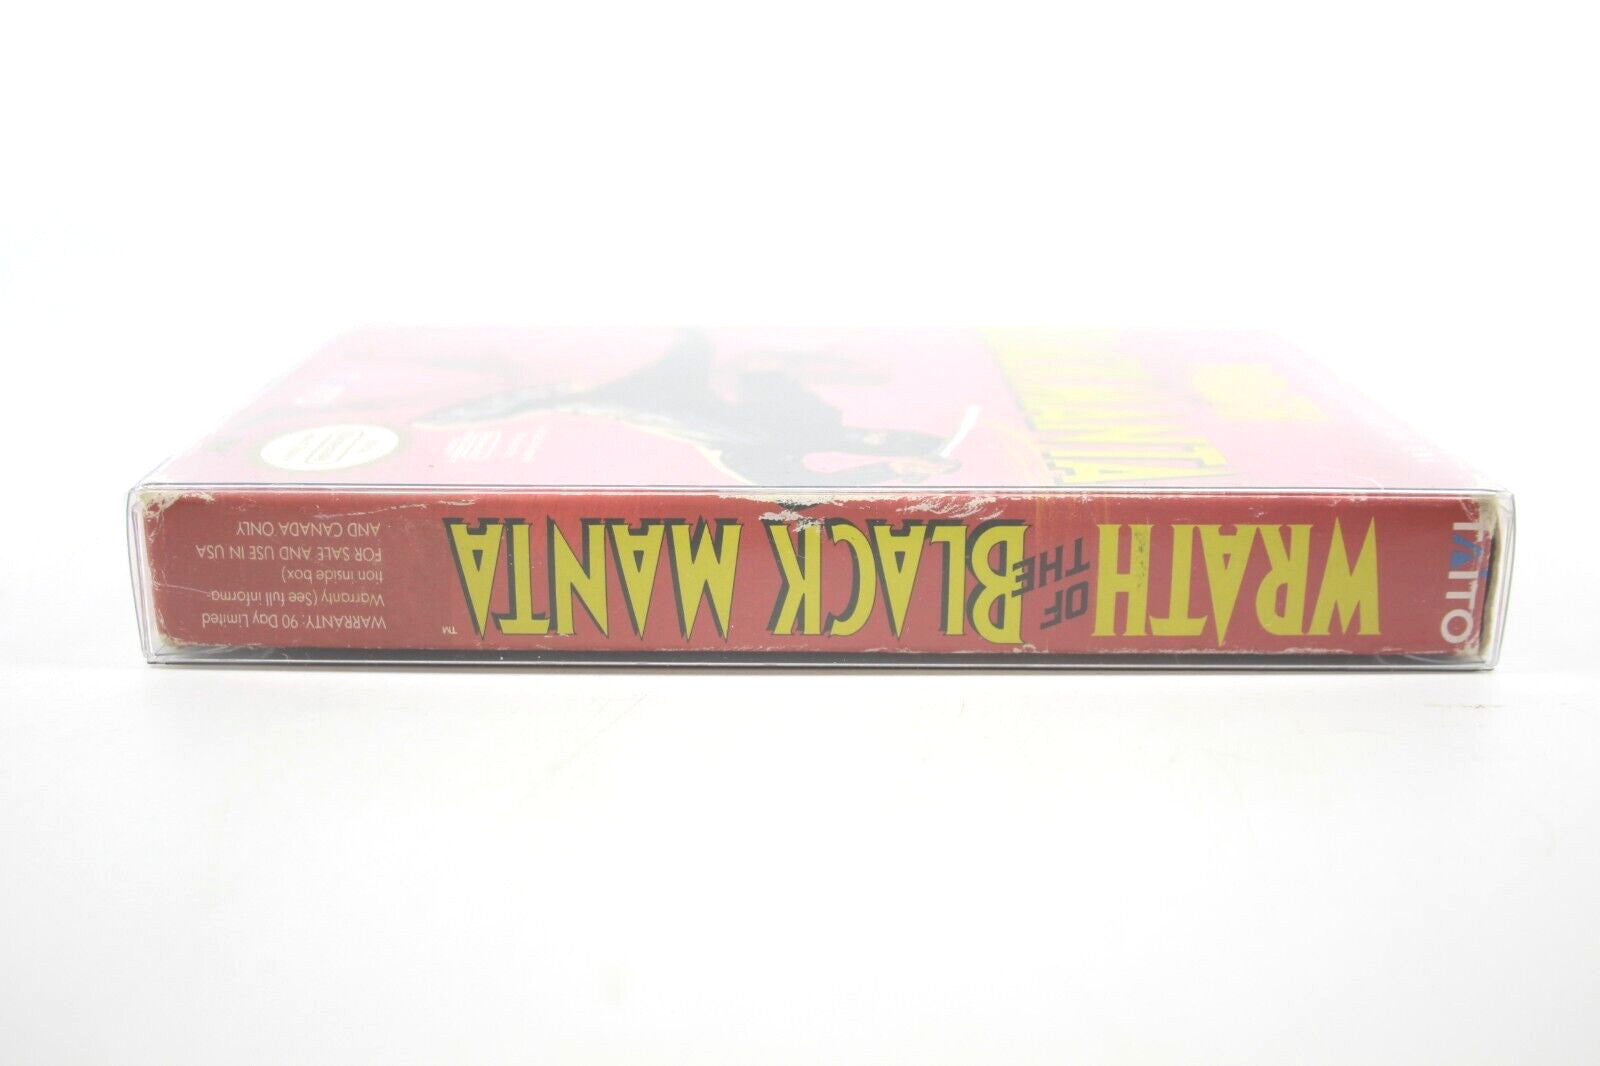 TAITO
WRATH
OF
THE
BLACK MANTA
™
WARRANTY: 90 Day Limited
Warranty (See full informa-
tion inside box)
FOR SALE AND USE IN USA
AND CANADA ONLY
MANTA